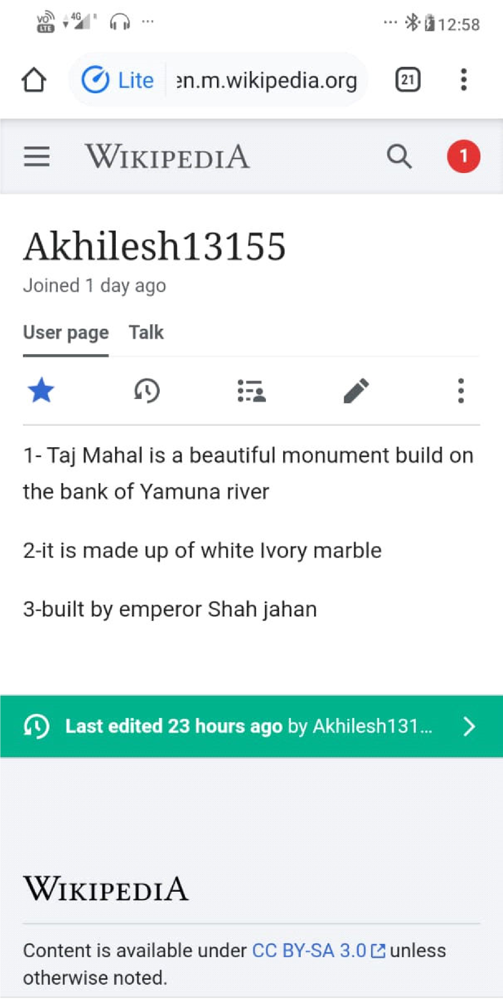 VO LTE 4G 12:58
Lite en.m.wikipedia.org 21
WIKIPEDIA 1
Akhilesh13155
Joined 1 day ago
User page Talk
1- Taj Mahal is a beautiful monument build on
the bank of Yamuna river
2-it is made up of white Ivory marble
3-built by emperor Shah jahan
Last edited 23 hours ago by Akhilesh131...
WIKIPEDIA
Content is available under CC BY-SA 3.0 unless
otherwise noted.